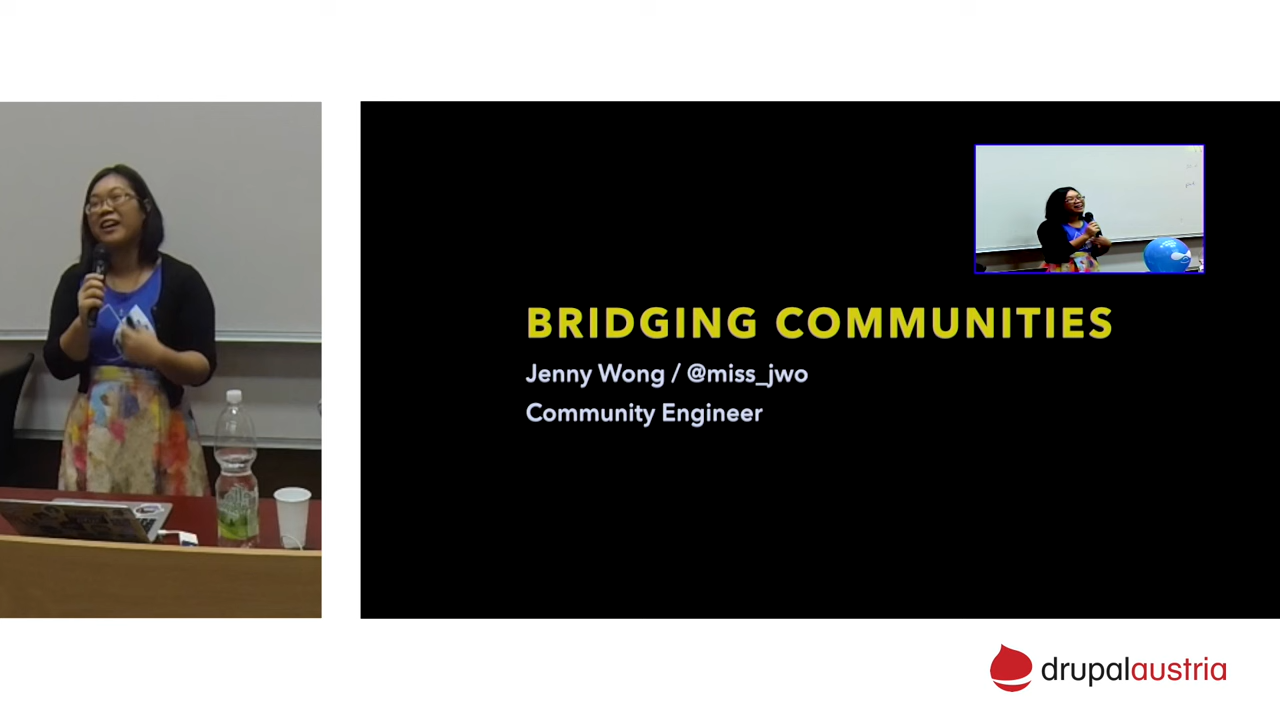 BRIDGING COMMUNITIES
Jenny Wong / @miss_jwo
Community Engineer
drupalaustria